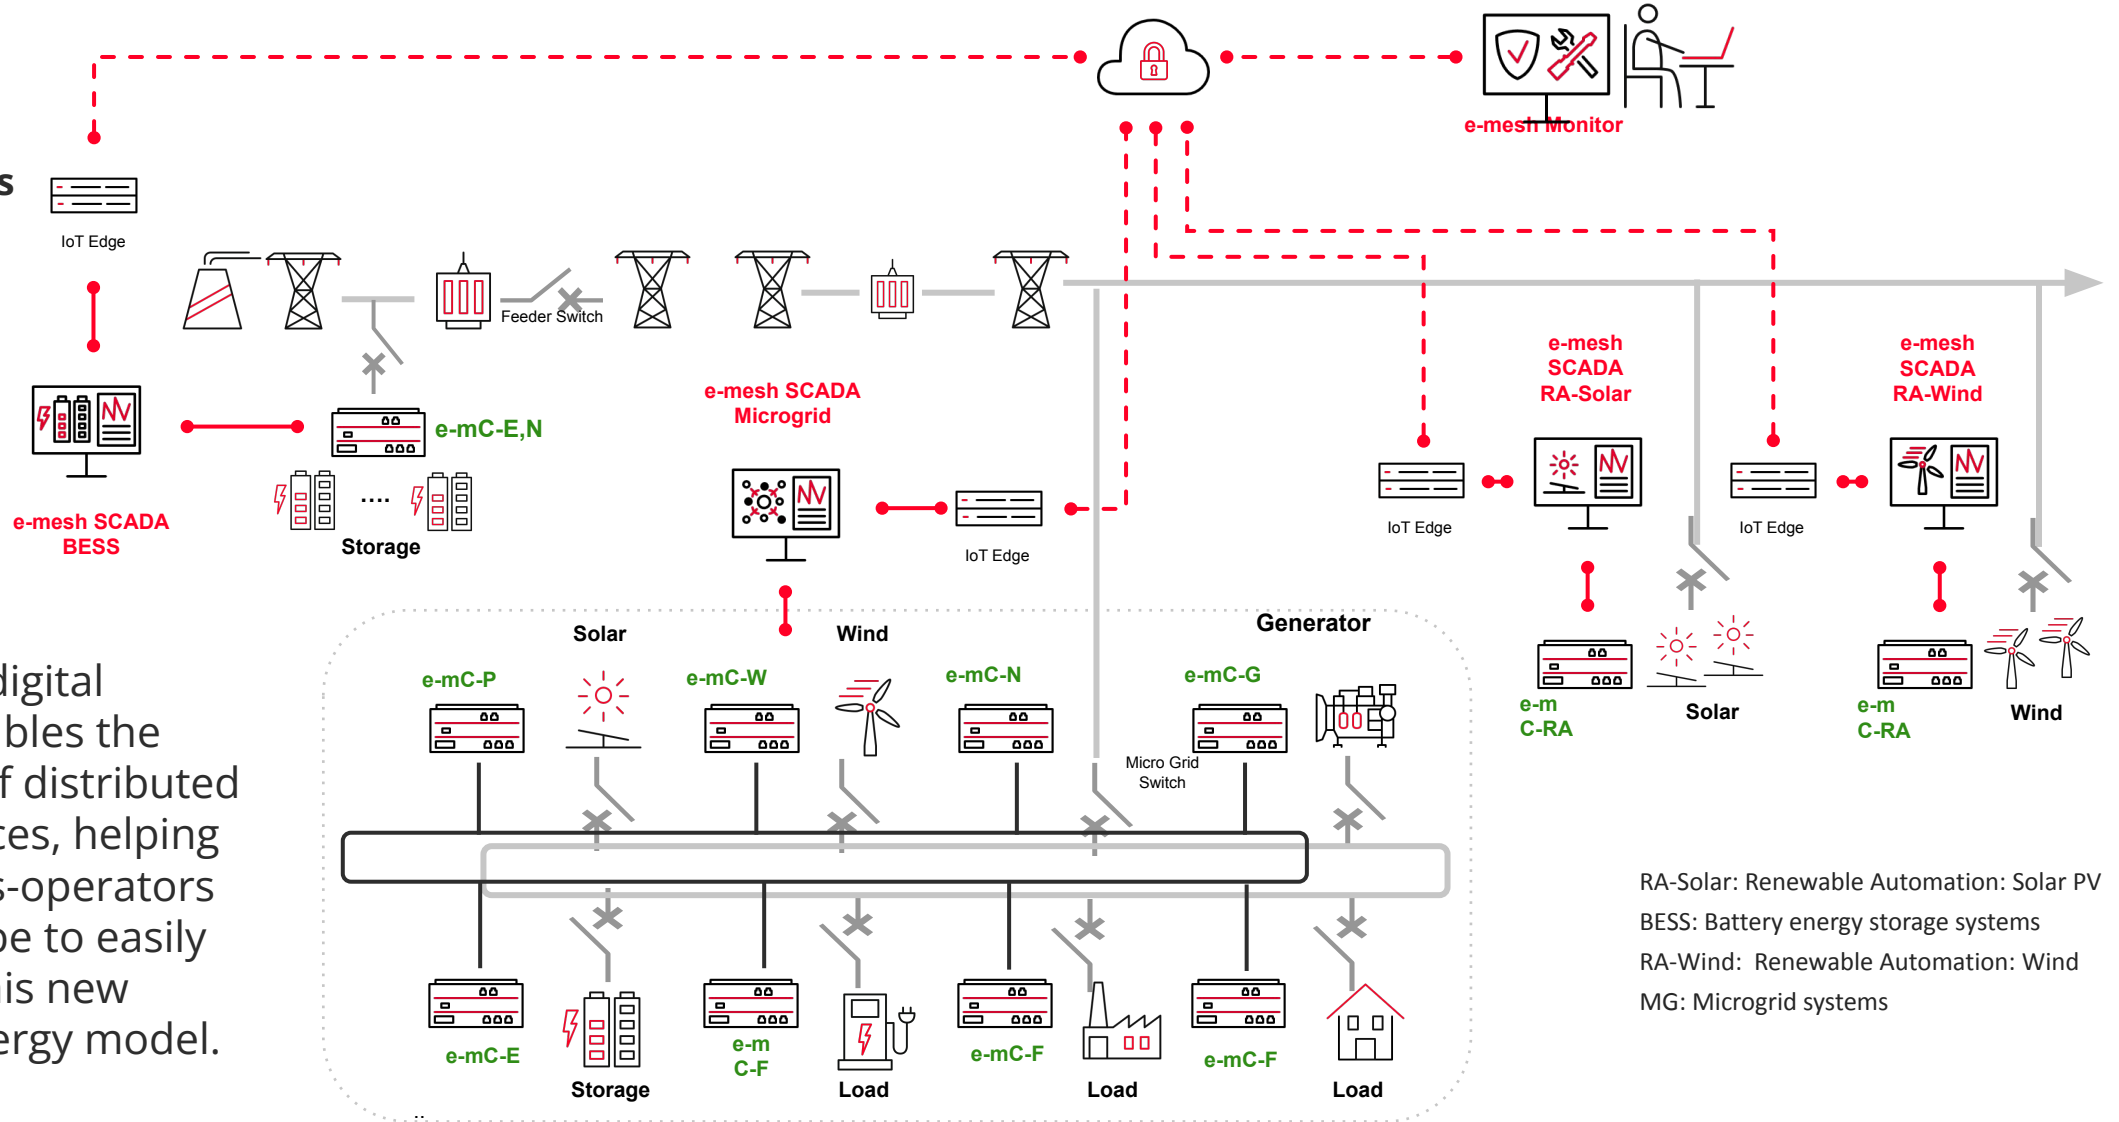 e-mesh Monitor
s
IoT Edge
Feeder Switch
e-mesh SCADA
Microgrid
e-mesh
SCADA
RA-Solar
e-mesh
SCADA
RA-Wind
e-mC-E,N
....
e-mesh SCADA
BESS
Storage
IoT Edge
IoT Edge
IoT Edge
Solar
Wind
Generator
e-mC-P
e-mC-W
e-mC-N
e-mC-G
Micro Grid
Switch
e-m
C-RA
Solar
e-m
C-RA
Wind
digital
bles the
f distributed
ces, helping
s-operators
be to easily
his new
ergy model.
e-mC-E
Storage
e-m
C-F
Load
e-mC-F
Load
e-mC-F
Load
RA-Solar: Renewable Automation: Solar PV
BESS: Battery energy storage systems
RA-Wind: Renewable Automation: Wind
MG: Microgrid systems